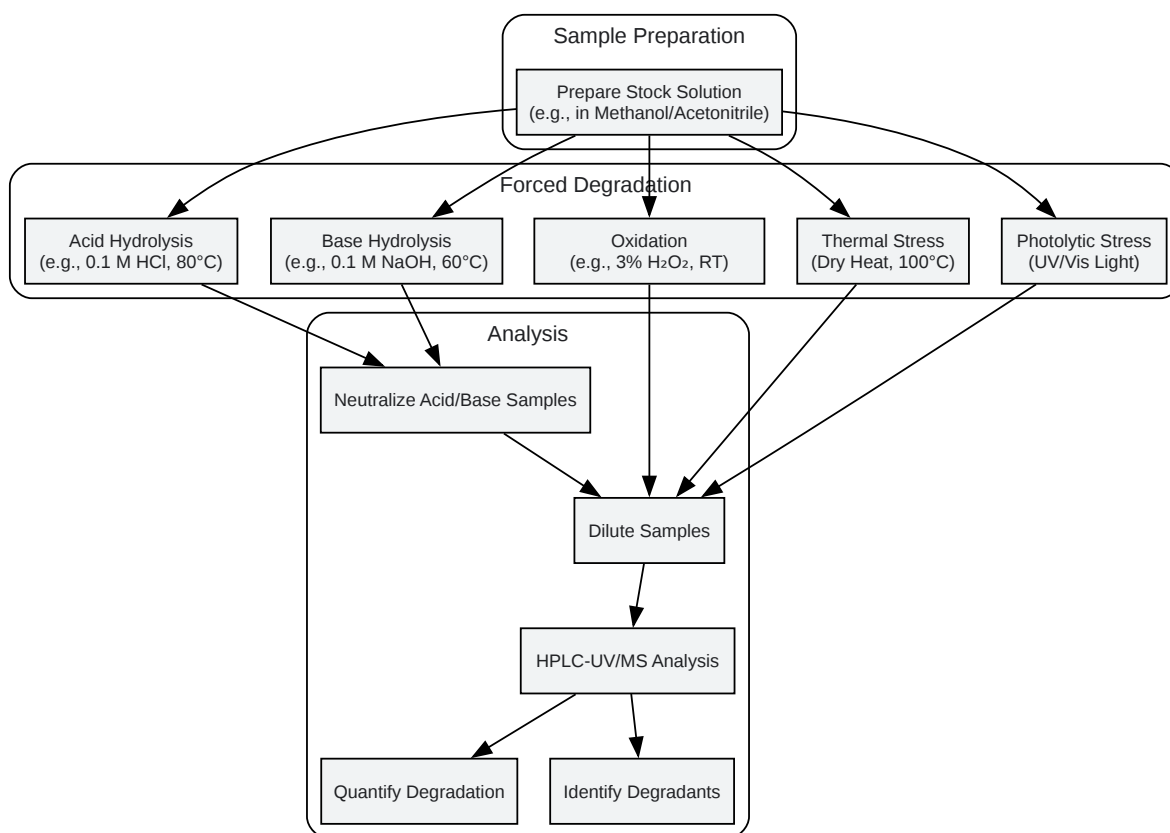 Sample Preparation
Prepare Stock Solution
(e.g., in Methanol/Acetonitrile)
Forced Degradation
Acid Hydrolysis
(e.g., 0.1 M HCl, 80°C)
Base Hydrolysis
(e.g., 0.1 M NaOH, 60°C)
Oxidation
(e.g., 3% H₂O₂, RT)
Thermal Stress
(Dry Heat, 100°C)
Photolytic Stress
(UV/Vis Light)
Analysis
Neutralize Acid/Base Samples
Dilute Samples
HPLC-UV/MS Analysis
Quantify Degradation
Identify Degradants